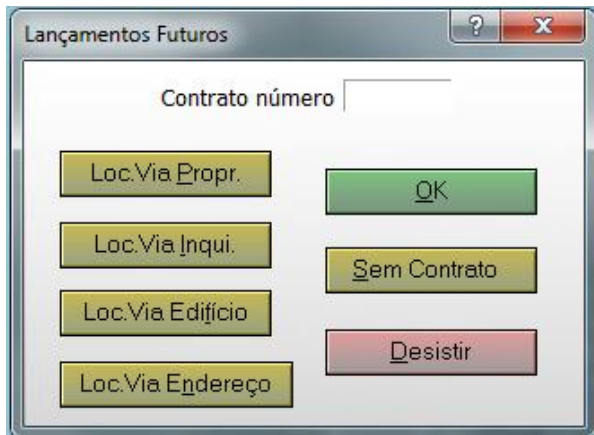 Lançamentos Futuros
?
X
Contrato número
Loc.Via Propr.
OK
Loc.Via Inqui.
Sem Contrato
Loc.Via Edifício
Desistir
Loc.Via Endereço